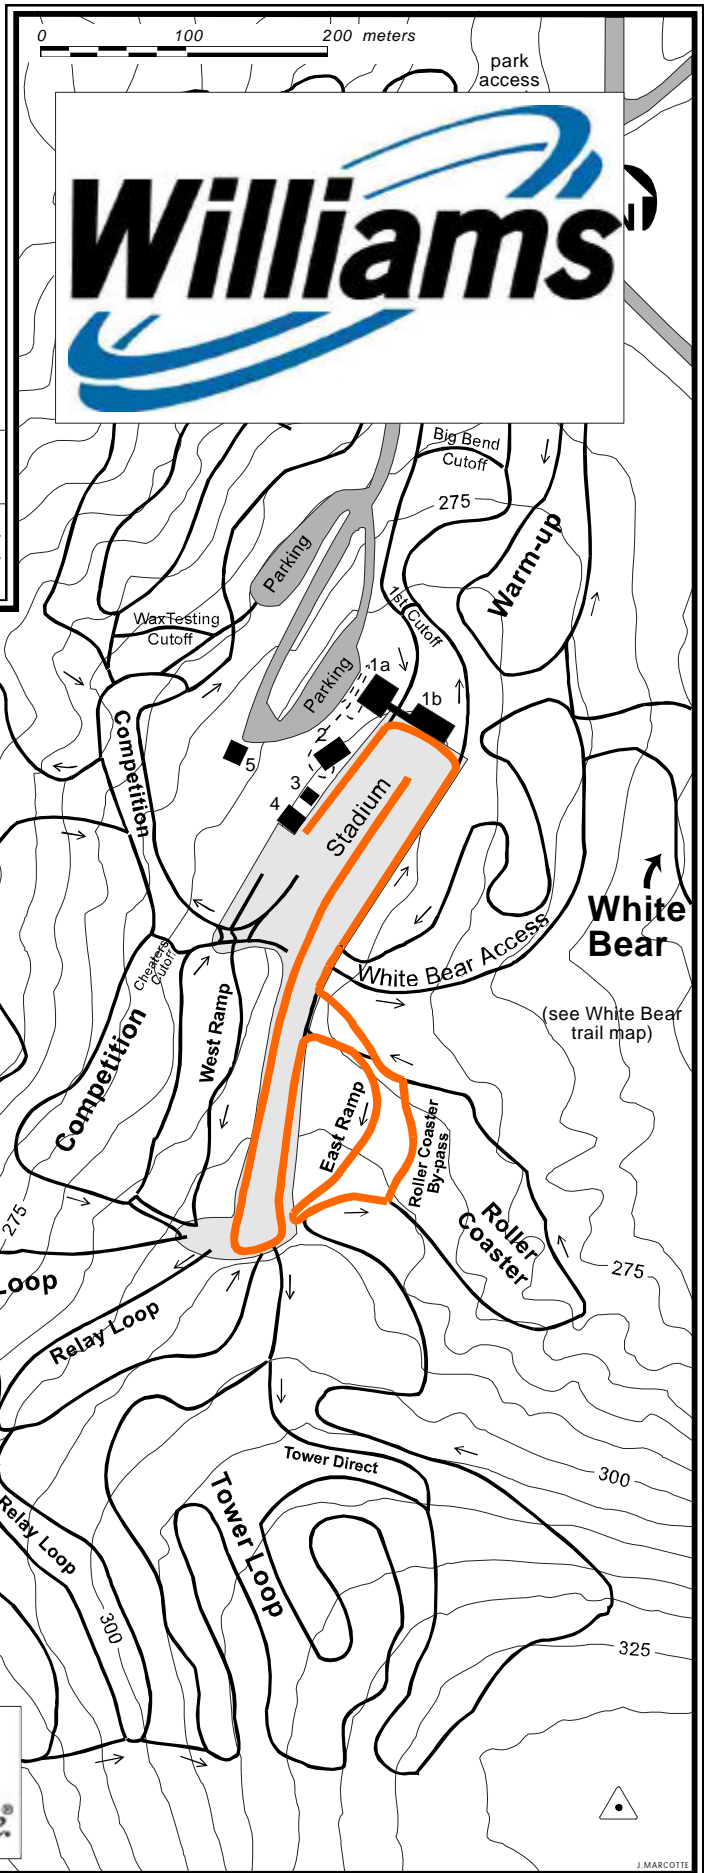 0 100 200 meters
park
access
Williams
N
Big Bend
Cutoff
275
Warm-up
Parking
1st Cutoff
WaxTesting
Cutoff
Parking
1a
1b
2
3
4
5
Competition
Stadium
White
Bear
White Bear Access
(see White Bear
trail map)
Cheaters
Cutoff
West Ramp
Competition
East Ramp
Roller Coaster
By-pass
Roller
Coaster
275
275
Loop
Relay Loop
Tower Direct
300
Tower Loop
Relay Loop
300
325
J.MARCOTTE